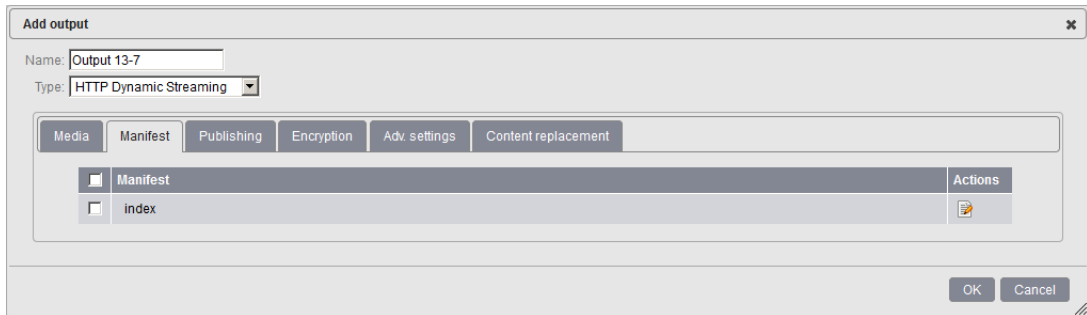 Add output
Name: Output 13-7
Type: HTTP Dynamic Streaming
Media Manifest Publishing Encryption Adv. settings Content replacement
Manifest Actions
index
OK Cancel